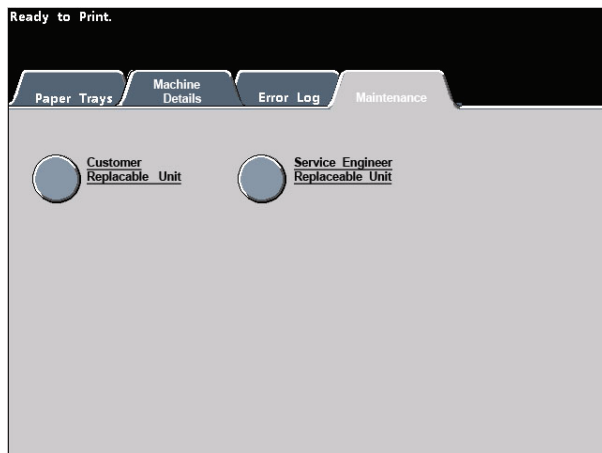 Ready to Print.
Machine
Paper Trays Details Error Log Maintenance
Customer
Replacable Unit
Service Engineer
Replaceable Unit